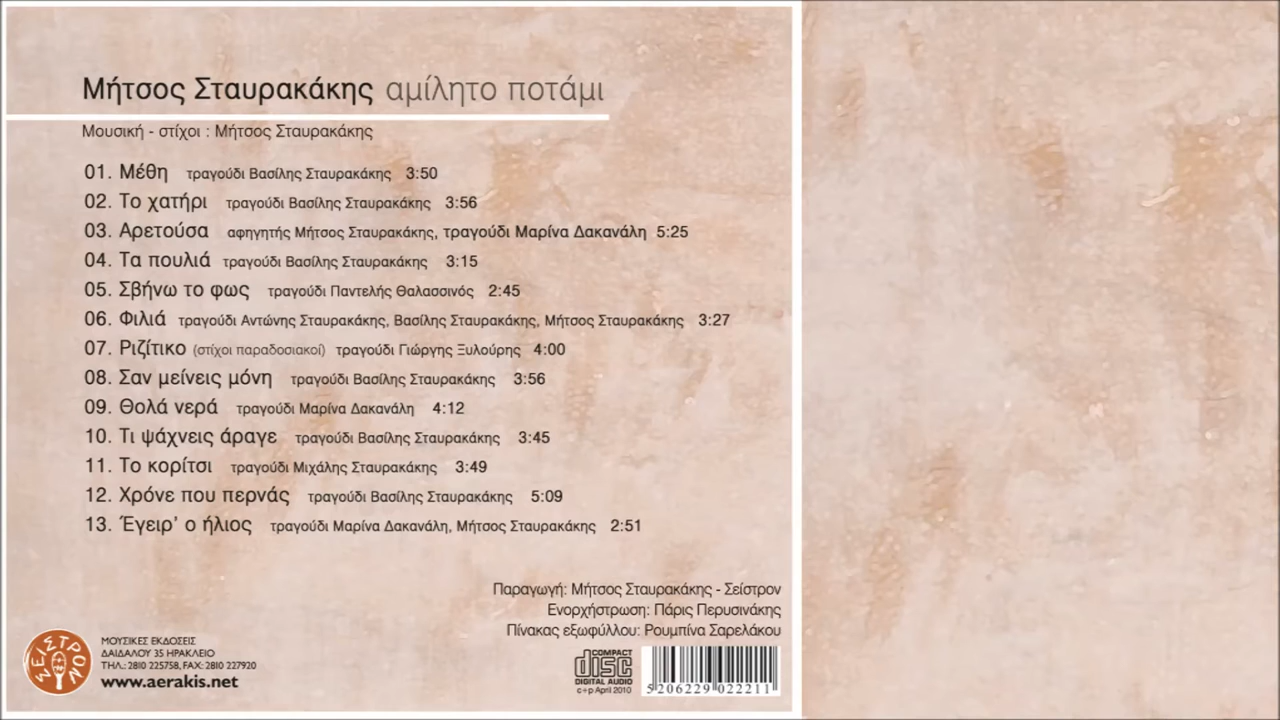 Μήτσος Σταυρακάκης αμίλητο ποτάμι
Μουσική - στίχοι : Μήτσος Σταυρακάκης
01. Μέθη τραγούδι Βασίλης Σταυρακάκης 3:50
02. Το χατήρι τραγούδι Βασίλης Σταυρακάκης 3:56
03. Αρετούσα αφηγητής Μήτσος Σταυρακάκης, τραγούδι Μαρίνα Δακανάλη 5:25
04. Τα πουλιά τραγούδι Βασίλης Σταυρακάκης 3:15
05. Σβήνω το φως τραγούδι Παντελής Θαλασσινός 2:45
06. Φιλιά τραγούδι Αντώνης Σταυρακάκης, Βασίλης Σταυρακάκης, Μήτσος Σταυρακάκης 3:27
07. Ριζίτικο (στίχοι παραδοσιακοί) τραγούδι Γιώργης Ξυλούρης 4:00
08. Σαν μείνεις μόνη τραγούδι Βασίλης Σταυρακάκης 3:56
09. Θολά νερά τραγούδι Μαρίνα Δακανάλη 4:12
10. Τι ψάχνεις άραγε τραγούδι Βασίλης Σταυρακάκης 3:45
11. Το κορίτσι τραγούδι Μιχάλης Σταυρακάκης 3:49
12. Χρόνε που περνάς τραγούδι Βασίλης Σταυρακάκης 5:09
13. Έγειρ' ο ήλιος τραγούδι Μαρίνα Δακανάλη, Μήτσος Σταυρακάκης 2:51
Παραγωγή: Μήτσος Σταυρακάκης - Σείστρον
Ενορχήστρωση: Πάρις Περυσινάκης
Πίνακας εξωφύλλου: Ρουμπίνα Σαρελάκου
ΣΕΙΣΤΡΟΝ
ΜΟΥΣΙΚΕΣ ΕΚΔΟΣΕΙΣ
ΔΑΙΔΑΛΟΥ 35 ΗΡΑΚΛΕΙΟ
ΤΗΛ.: 2810 225758, FAX: 2810 227920
www.aerakis.net
COMPACT
disc
DIGITAL AUDIO
c+p April 2010
5 206229 022211